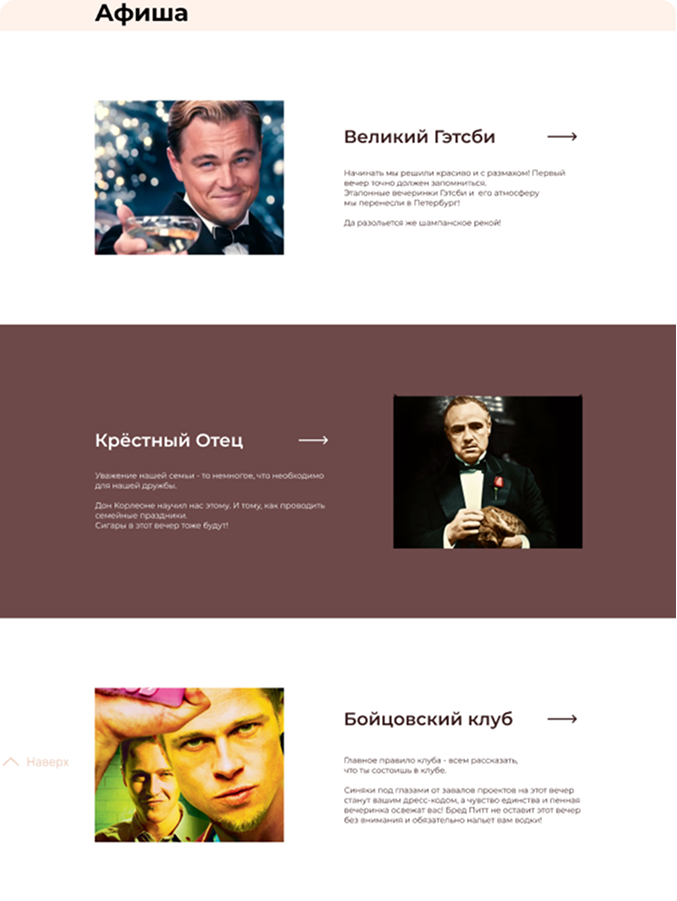 Афиша
Великий Гэтсби
Начинать мы решили красиво и с размахом! Первый
вечер точно должен запомниться.
Эталонные вечеринки Гэтсби и его атмосферу
мы перенесли в Петербург!
Да разольется же шампанское рекой!
Крёстный Отец
Уважение нашей семьи - то немногое, что необходимо
для нашей дружбы.
Дон Корлеоне научил нас этому. И тому, как проводить
семейные праздники.
Сигары в этот вечер тоже будут!
Бойцовский клуб
Главное правило клуба - всем рассказать,
что ты состоишь в клубе.
Синяки под глазами от завалов проектов на этот вечер
станут вашим дресс-кодом, а чувство единства и пенная
вечеринка освежат вас! Бред Питт не оставит этот вечер
без внимания и обязательно нальет вам водки!
Наверх